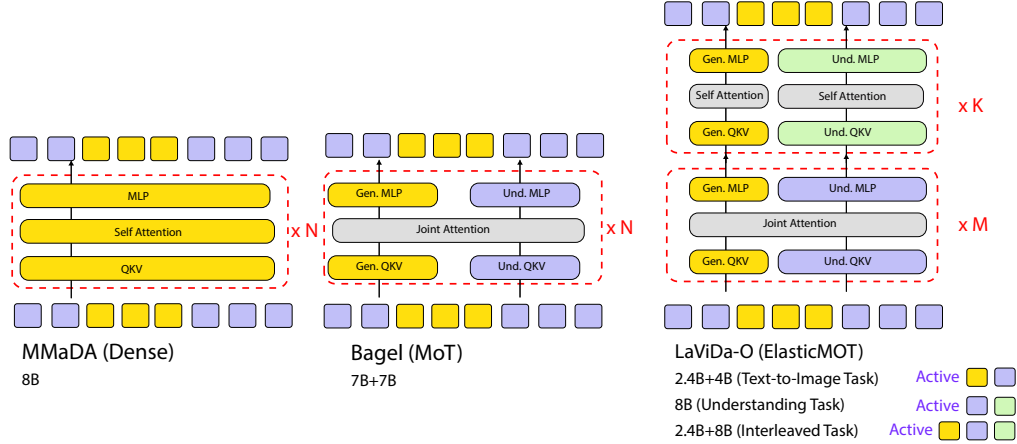 MLP
Self Attention
QKV
x N
MMaDA (Dense)
8B
Gen. MLP Und. MLP
Joint Attention
Gen. QKV Und. QKV
x N
Bagel (MoT)
7B+7B
Gen. MLP Und. MLP
Self Attention Self Attention
Gen. QKV Und. QKV
x K
Gen. MLP Und. MLP
Joint Attention
Gen. QKV Und. QKV
x M
LaViDa-O (ElasticMOT)
2.4B+4B (Text-to-Image Task) Active
8B (Understanding Task) Active
2.4B+8B (Interleaved Task) Active